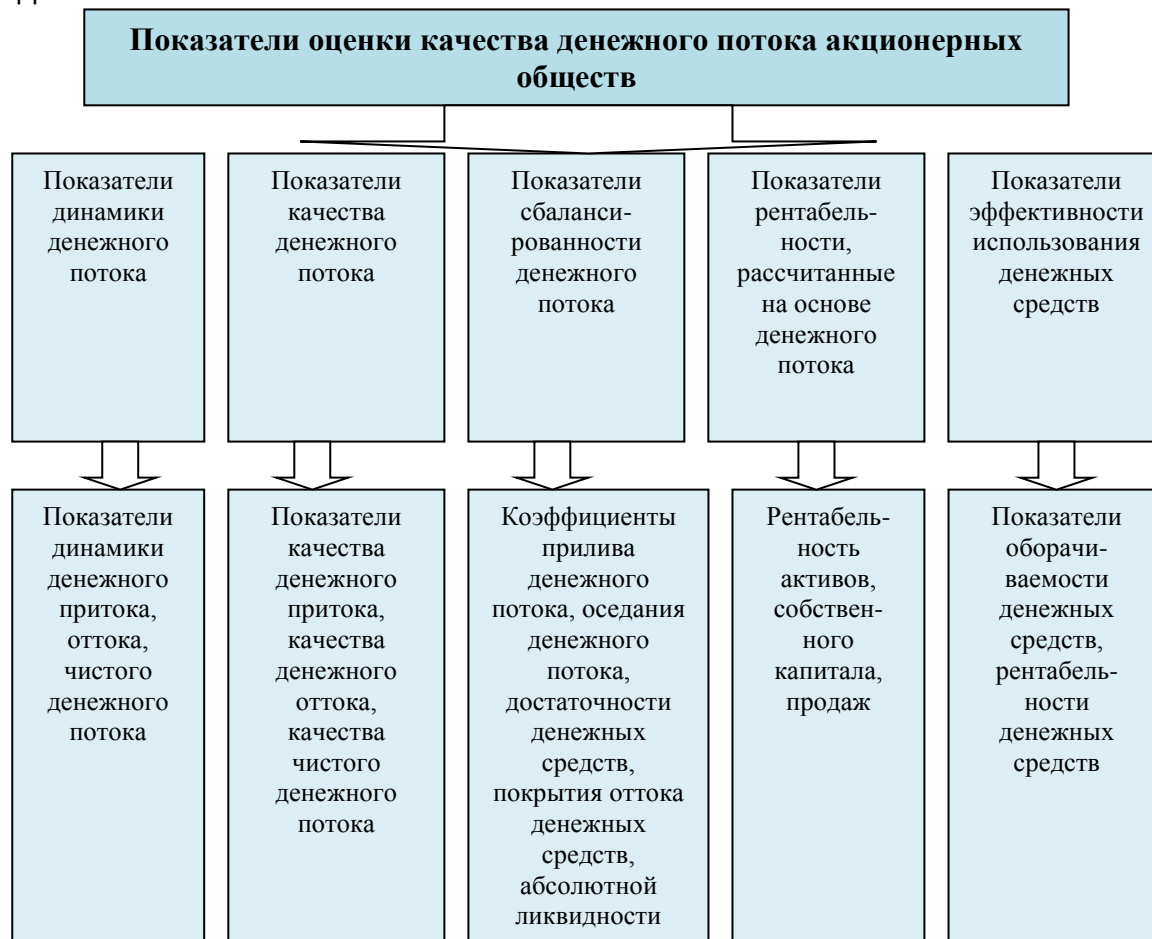 Показатели оценки качества денежного потока акционерных
обществ
Показатели
динамики
денежного
потока
Показатели
качества
денежного
потока
Показатели
сбаланси-
рованности
денежного
потока
Показатели
рентабель-
ности,
рассчитанные
на основе
денежного
потока
Показатели
эффективности
использования
денежных
средств
Показатели
динамики
денежного
притока,
оттока,
чистого
денежного
потока
Показатели
качества
денежного
притока,
качества
денежного
оттока,
качества
чистого
денежного
потока
Коэффициенты
прилива
денежного
потока, оседания
денежного
потока,
достаточности
денежных
средств,
покрытия оттока
денежных
средств,
абсолютной
ликвидности
Рентабель-
ность
активов,
собствен-
ного
капитала,
продаж
Показатели
оборачи-
ваемости
денежных
средств,
рентабель-
ности
денежных
средств